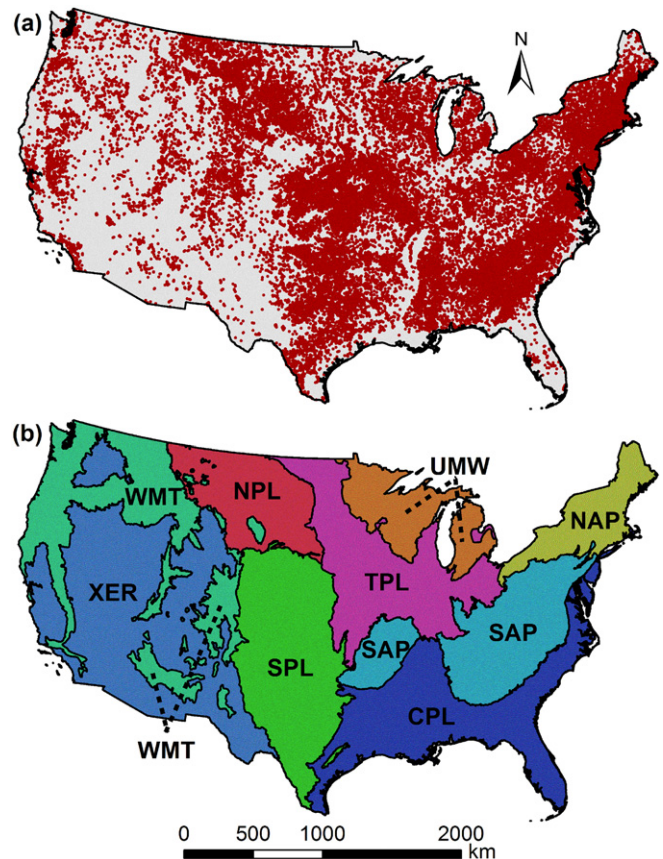 (a)
N
(b)
UMW
WMT
NPL
NAP
XER
TPL
SPL
SAP
SAP
CPL
WMT
0 500 1000 2000
km